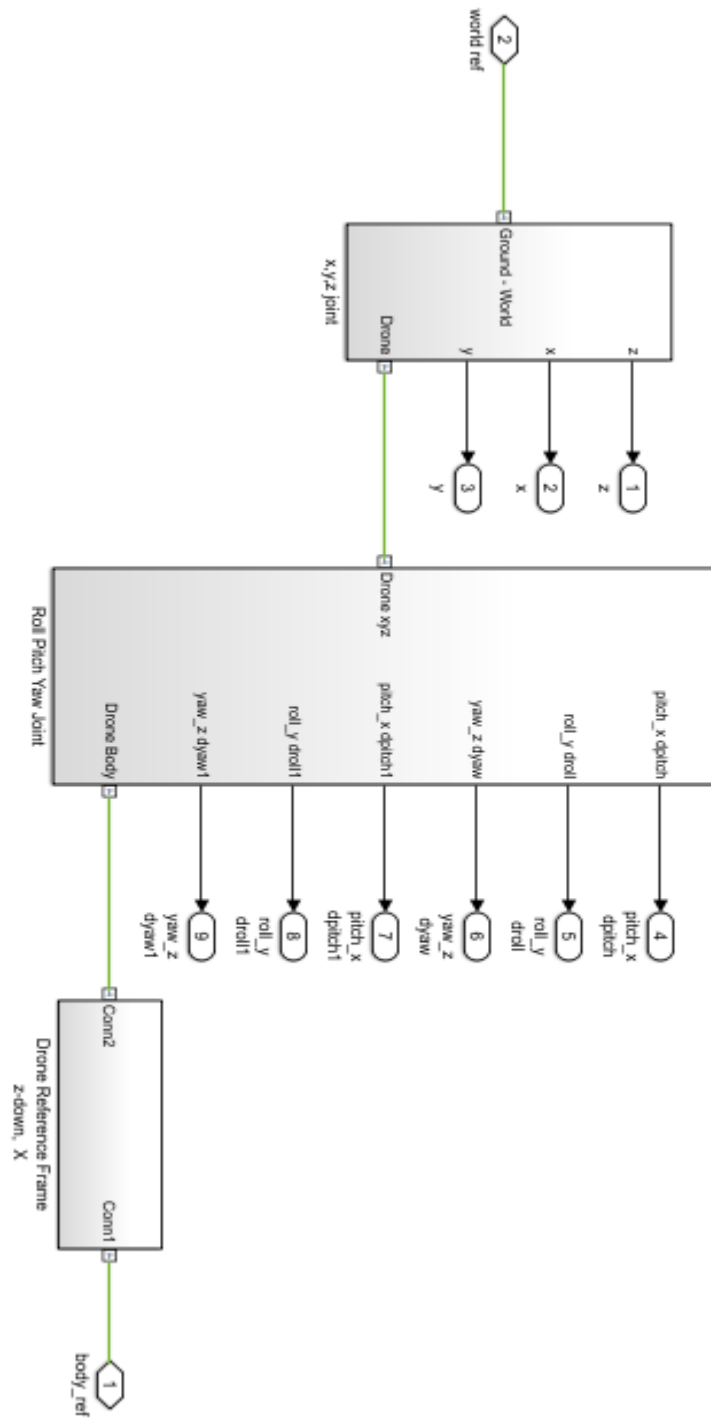 2
world ref
Ground - World
z
x
y
Drone
x,y,z joint
1
z
2
x
3
y
Drone xyz
pitch_x dpitch
roll_y droll
yaw_z dyaw
pitch_x dpitch1
roll_y droll1
yaw_z dyaw1
Drone Body
Roll Pitch Yaw Joint
4
pitch_x
dpitch
5
roll_y
droll
6
yaw_z
dyaw
7
pitch_x
dpitch1
8
roll_y
droll1
9
yaw_z
dyaw1
Conn2
Conn1
Drone Reference Frame
z-down, X
1
body_ref